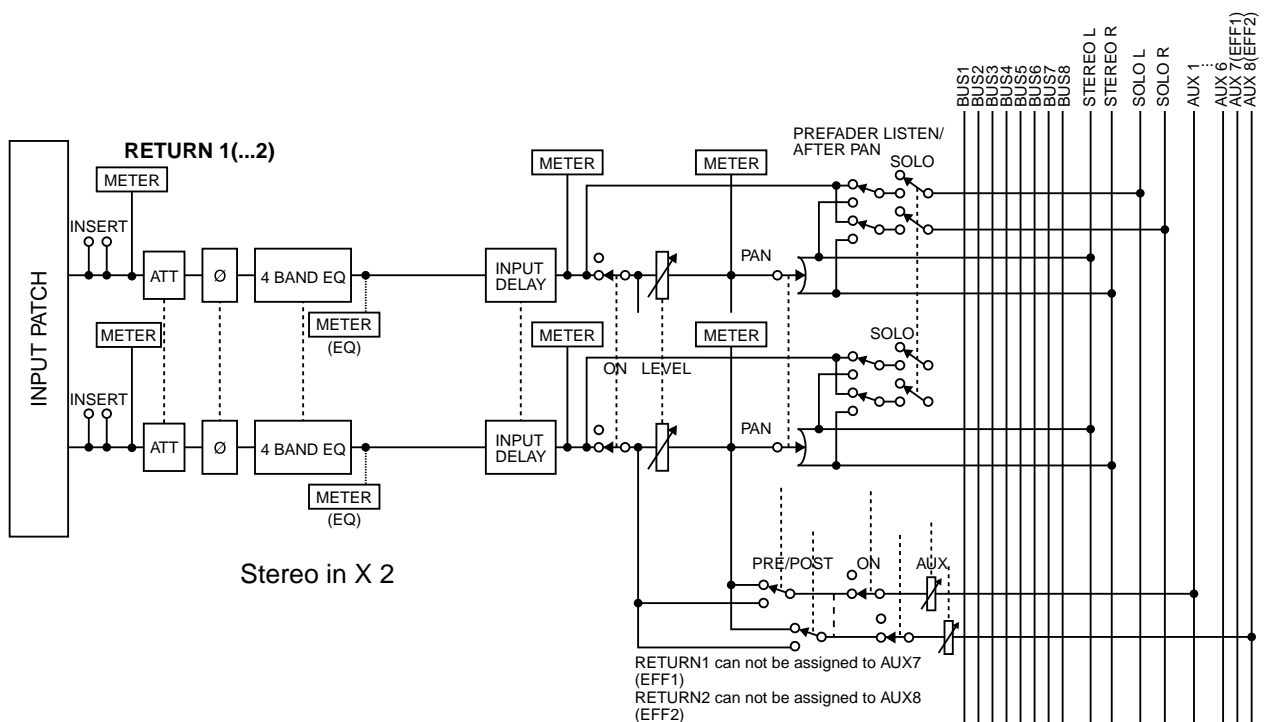 BUS1
BUS2
BUS3
BUS4
BUS5
BUS6
BUS7
BUS8
STEREO L
STEREO R
SOLO L
SOLO R
AUX 1
AUX 6
AUX 7(EFF1)
AUX 8(EFF2)
PREFADER LISTEN/
AFTER PAN
SOLO
RETURN 1(...2)
METER
METER
METER
INSERT
INPUT PATCH
ATT
Ø
4 BAND EQ
INPUT
DELAY
PAN
METER
(EQ)
METER
METER
METER
SOLO
ON
LEVEL
INSERT
ATT
Ø
4 BAND EQ
INPUT
DELAY
PAN
METER
(EQ)
Stereo in X 2
PRE/POST
ON
AUX
RETURN1 can not be assigned to AUX7
(EFF1)
RETURN2 can not be assigned to AUX8
(EFF2)